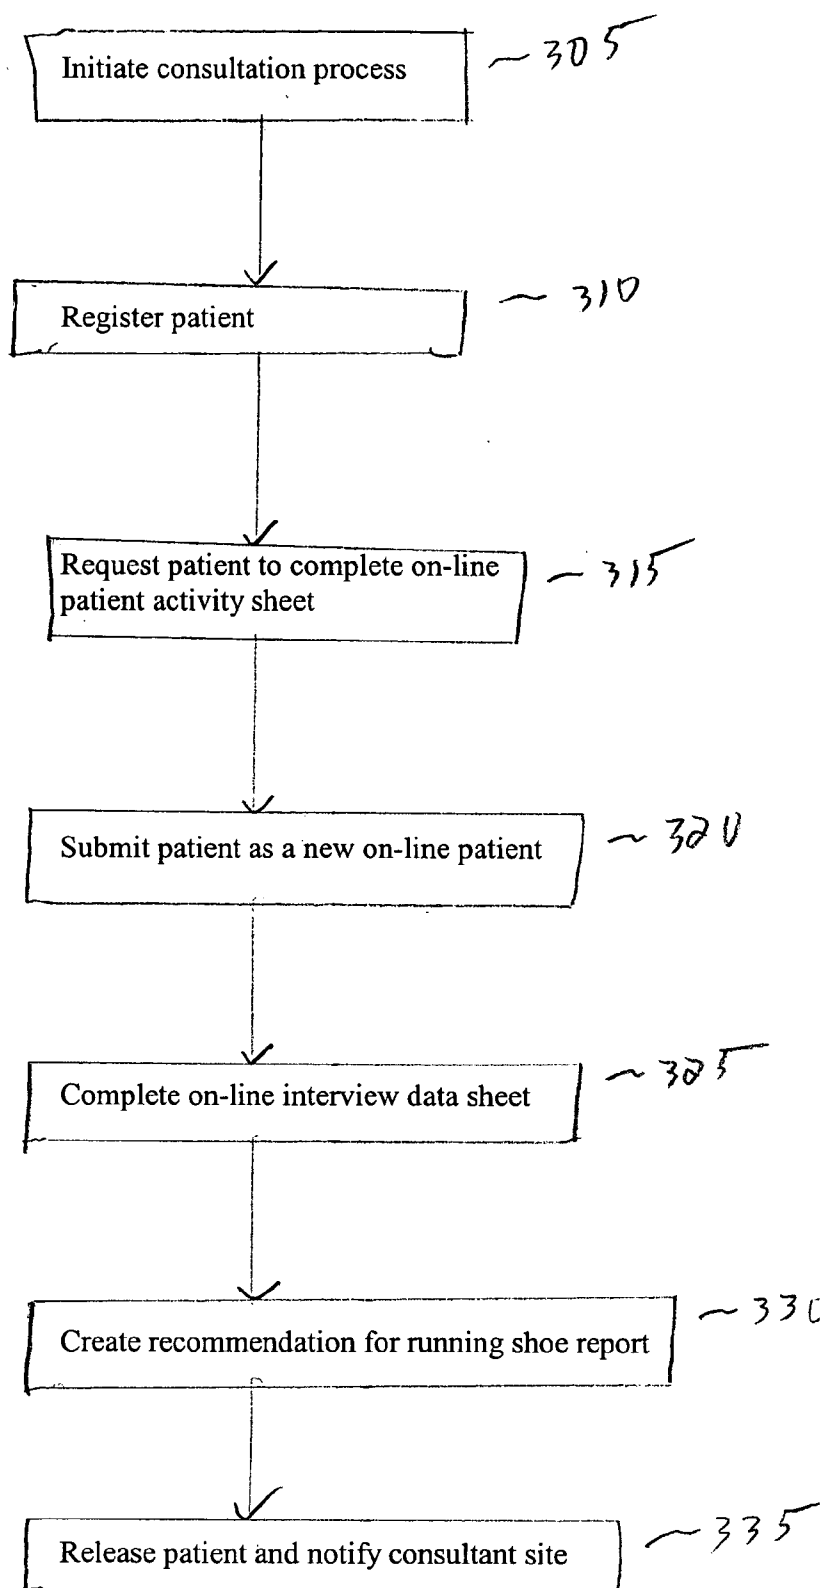 Initiate consultation process
~305
Register patient
~310
Request patient to complete on-line
patient activity sheet
~315
Submit patient as a new on-line patient
~320
Complete on-line interview data sheet
~325
Create recommendation for running shoe report
~330
Release patient and notify consultant site
~335